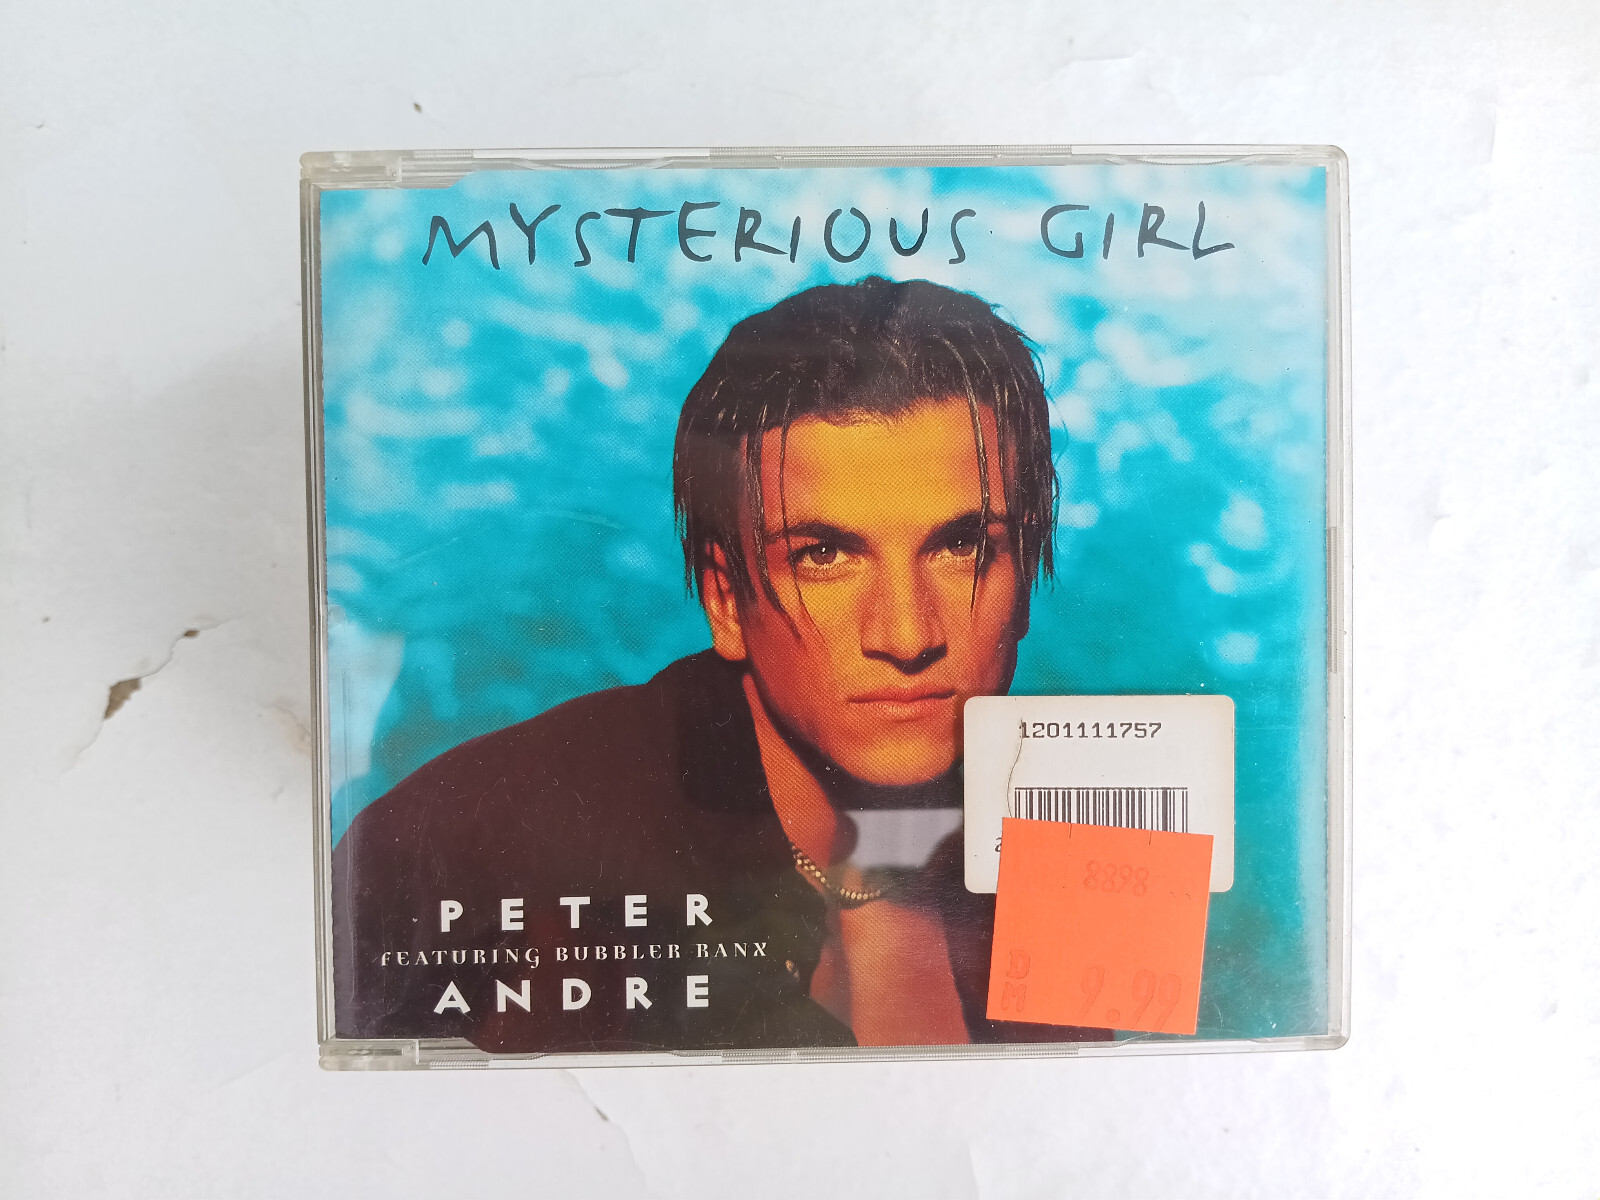 MYSTERIOUS GIRL
1201111757
8898
DM 9.99
PETER
FEATURING BUBBLER RANX
ANDRE